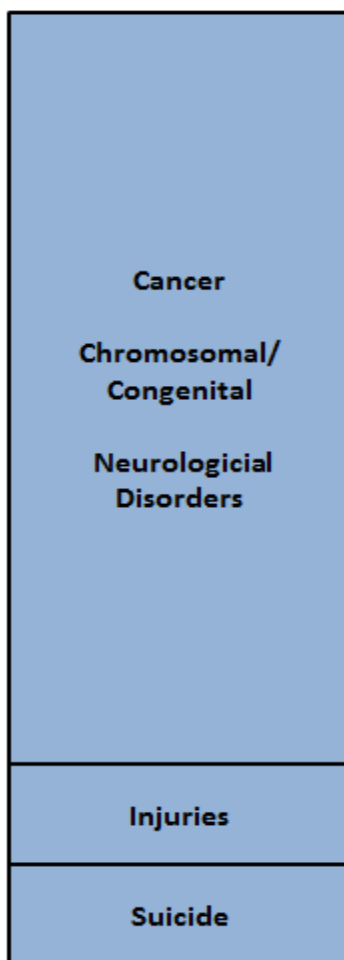 Cancer
Chromosomal/
Congenital
Neurologicial
Disorders
Injuries
Suicide